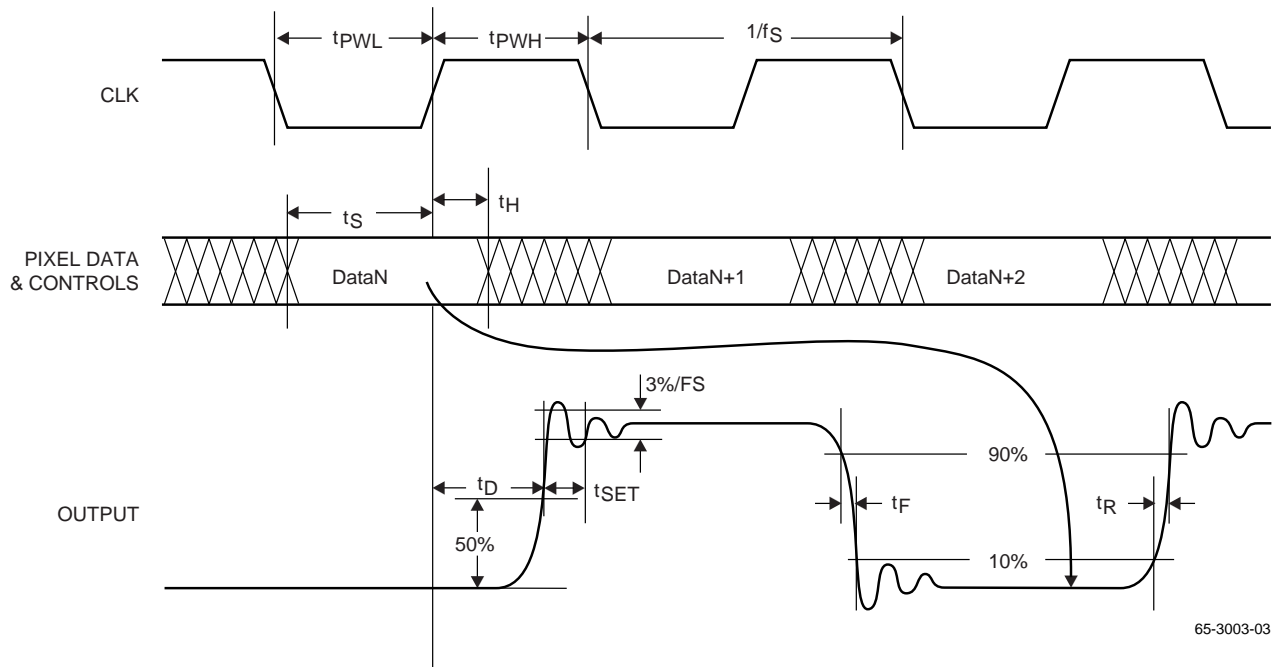 tPWL
tPWH
1/fS
CLK
tS
tH
PIXEL DATA
& CONTROLS
DataN
DataN+1
DataN+2
3%/FS
90%
tD
tSET
tF
tR
OUTPUT
50%
10%
65-3003-03